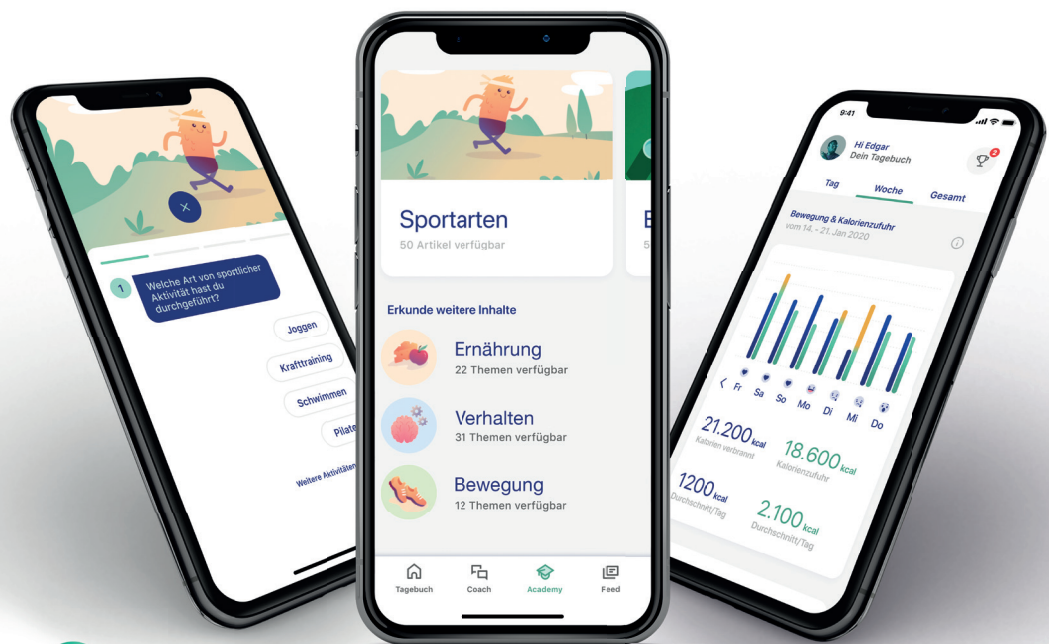 1
Welche Art von sportlicher
Aktivität hast du
durchgeführt?
Joggen
Krafttraining
Schwimmen
Weitere Aktivitäten
Sportarten
50 Artikel verfügbar
Erkunde weitere Inhalte
Ernährung
22 Themen verfügbar
Verhalten
31 Themen verfügbar
Bewegung
12 Themen verfügbar
Tagebuch
Coach
Academy
Feed
9:41
Hi Edgar
Dein Tagebuch
2
Tag
Woche
Gesamt
Bewegung & Kalorienzufuhr
vom 14. - 21. Jan 2020
Fr
Sa
So
Mo
Di
Mi
Do
21.200 kcal
Kalorien verbrannt
18.600 kcal
Kalorienzufuhr
1200 kcal
Durchschnitt/Tag
2.100 kcal
Durchschnitt/Tag